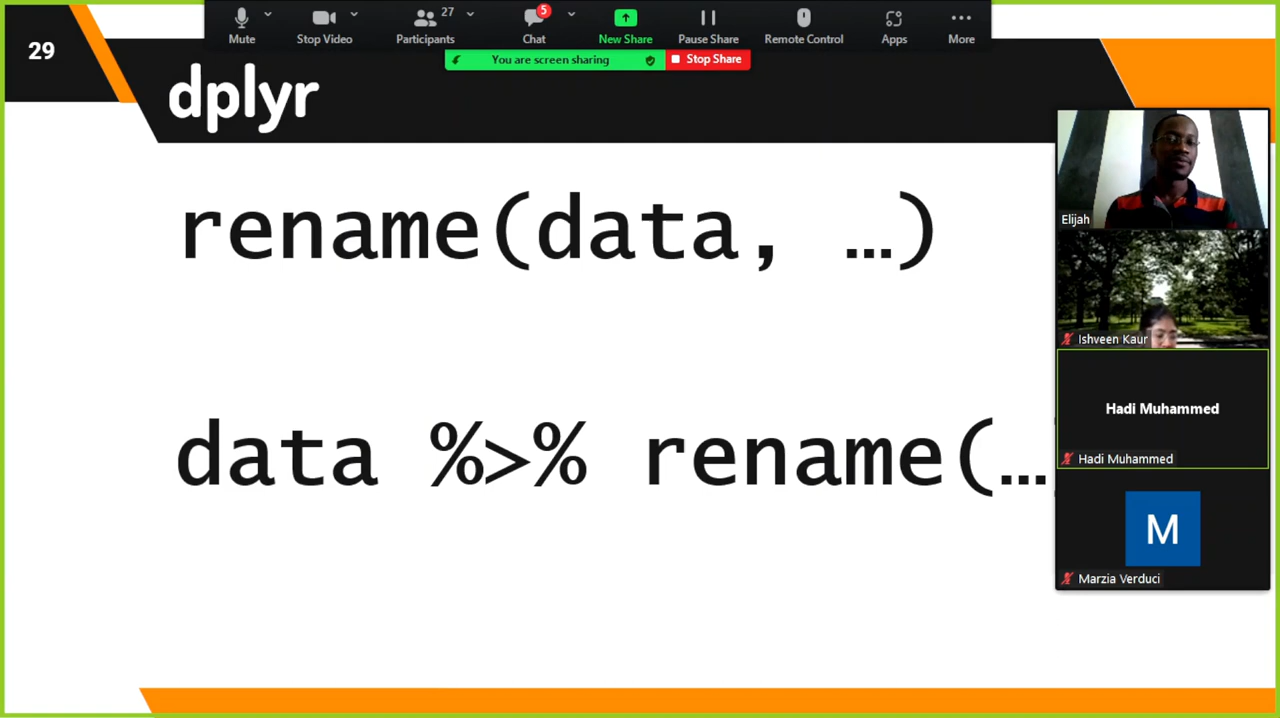 29
Mute
Stop Video
27
Participants
5
Chat
New Share
Pause Share
Remote Control
Apps
More
You are screen sharing
Stop Share
dplyr
rename(data, …)
data %>% rename(…
Elijah
Ishveen Kaur
Hadi Muhammed
Hadi Muhammed
M
Marzia Verduci